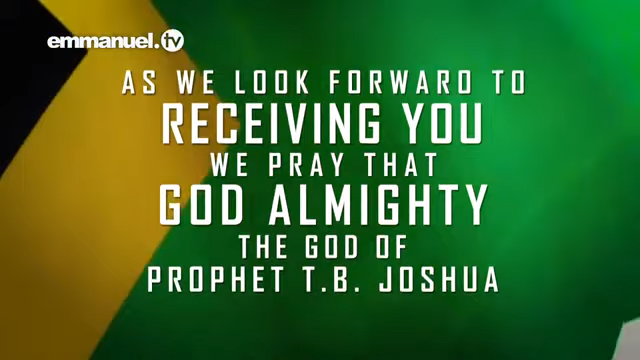 emmanuel.tv
AS WE LOOK FORWARD TO
RECEIVING YOU
WE PRAY THAT
GOD ALMIGHTY
THE GOD OF
PROPHET T.B. JOSHUA